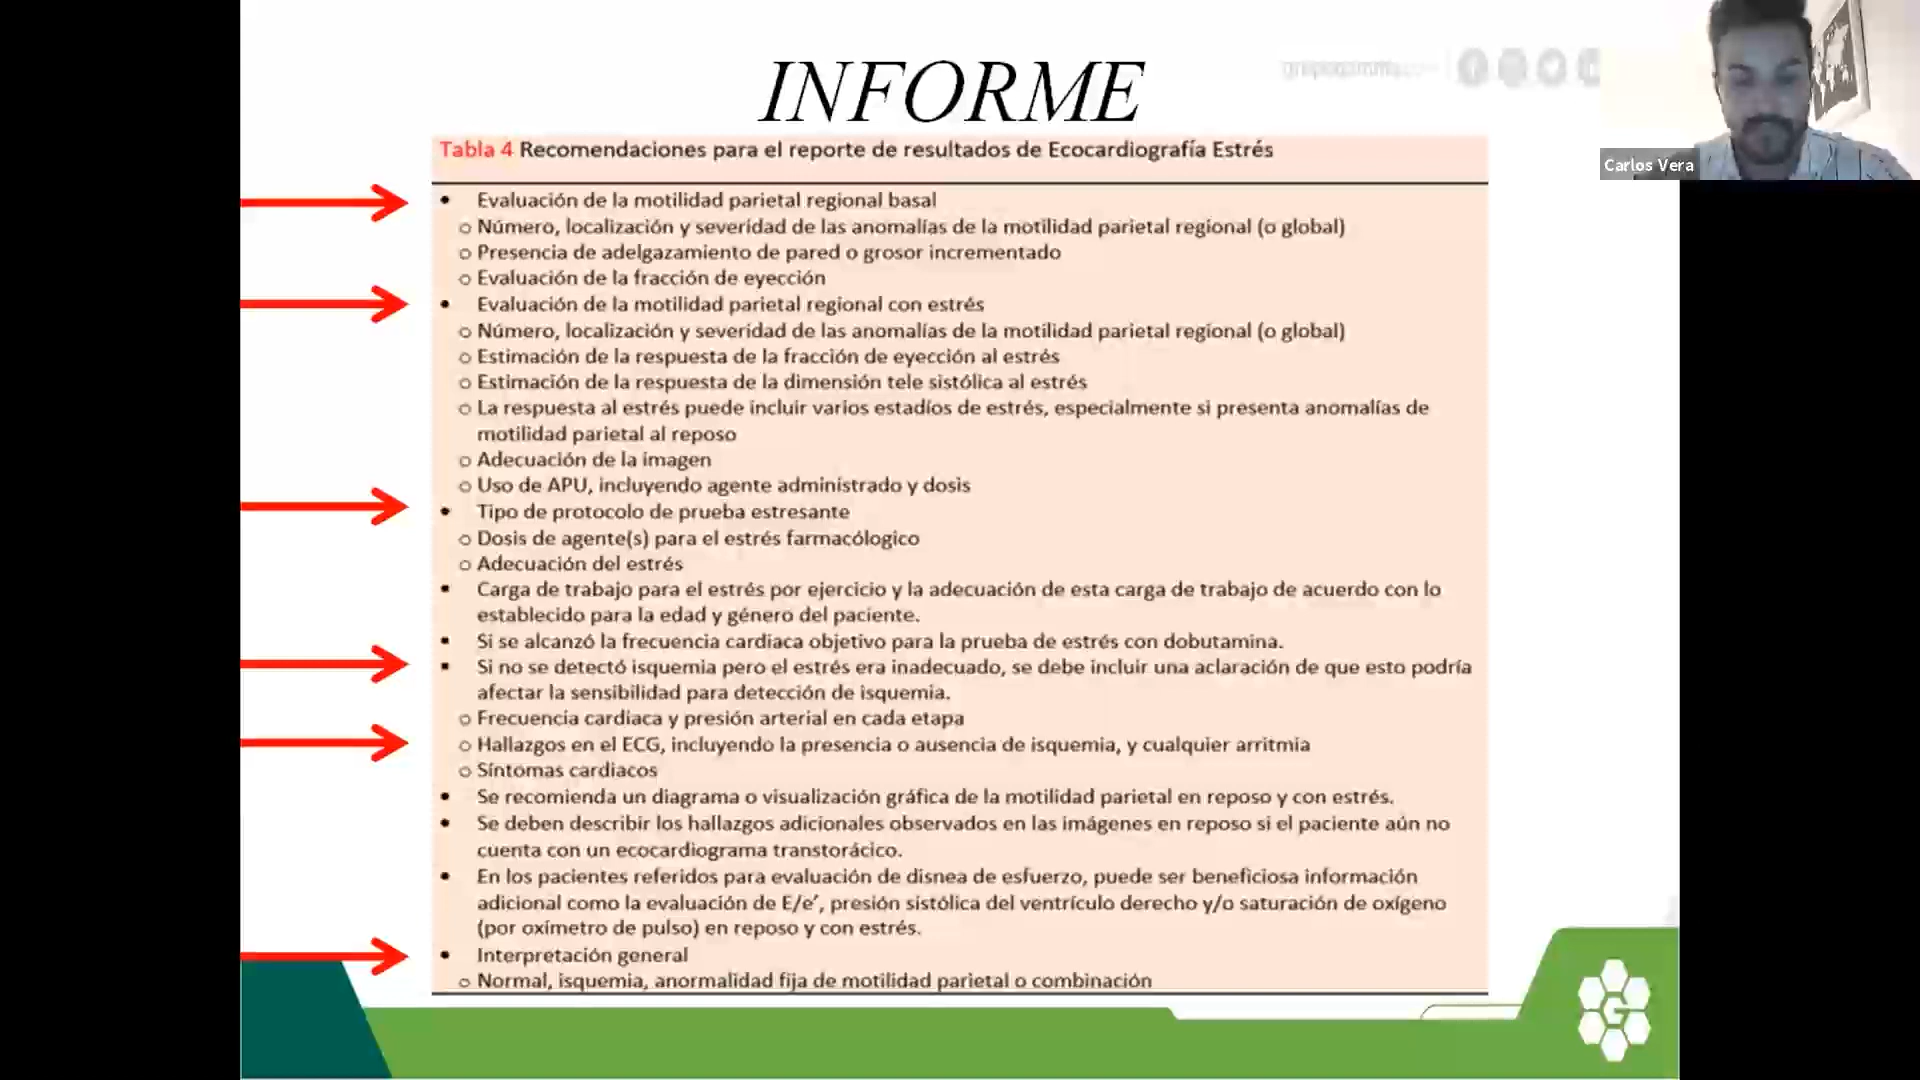 INFORME
Carlos Vera
Tabla 4 Recomendaciones para el reporte de resultados de Ecocardiografía Estrés
• Evaluación de la motilidad parietal regional basal
o Número, localización y severidad de las anomalías de la motilidad parietal regional (o global)
o Presencia de adelgazamiento de pared o grosor incrementado
o Evaluación de la fracción de eyección
• Evaluación de la motilidad parietal regional con estrés
o Número, localización y severidad de las anomalías de la motilidad parietal regional (o global)
o Estimación de la respuesta de la fracción de eyección al estrés
o Estimación de la respuesta de la dimensión tele sistólica al estrés
o La respuesta al estrés puede incluir varios estadíos de estrés, especialmente si presenta anomalías de
motilidad parietal al reposo
o Adecuación de la imagen
o Uso de APU, incluyendo agente administrado y dosis
• Tipo de protocolo de prueba estresante
o Dosis de agente(s) para el estrés farmacólogico
o Adecuación del estrés
▪ Carga de trabajo para el estrés por ejercicio y la adecuación de esta carga de trabajo de acuerdo con lo
establecido para la edad y género del paciente.
▪ Si se alcanzó la frecuencia cardiaca objetivo para la prueba de estrés con dobutamina.
▪ Si no se detectó isquemia pero el estrés era inadecuado, se debe incluir una aclaración de que esto podría
afectar la sensibilidad para detección de isquemia.
o Frecuencia cardiaca y presión arterial en cada etapa
o Hallazgos en el ECG, incluyendo la presencia o ausencia de isquemia, y cualquier arritmia
o Síntomas cardiacos
• Se recomienda un diagrama o visualización gráfica de la motilidad parietal en reposo y con estrés.
• Se deben describir los hallazgos adicionales observados en las imágenes en reposo si el paciente aún no
cuenta con un ecocardiograma transtorácico.
• En los pacientes referidos para evaluación de disnea de esfuerzo, puede ser beneficiosa información
adicional como la evaluación de E/e’, presión sistólica del ventrículo derecho y/o saturación de oxígeno
(por oxímetro de pulso) en reposo y con estrés.
• Interpretación general
o Normal, isquemia, anormalidad fija de motilidad parietal o combinación
G